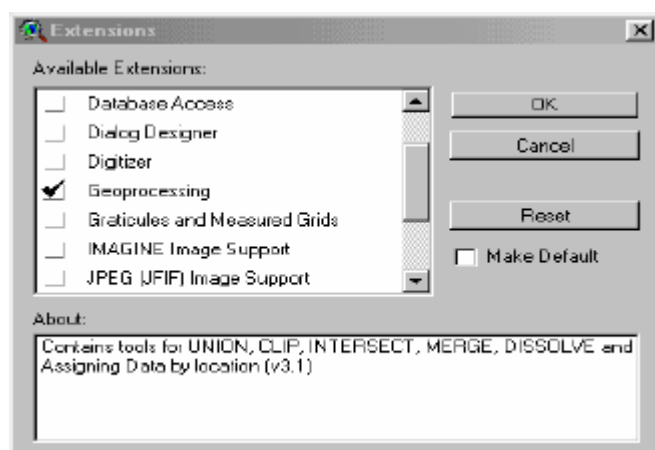 Extensions
Available Extensions:
Database Access
Dialog Designer
Digitizer
Geoprocessing
Graticules and Measured Grids
IMAGINE Image Support
JPEG (JFIF) Image Support
OK
Cancel
Reset
Make Default
About:
Contains tools for UNION, CLIP, INTERSECT, MERGE, DISSOLVE and
Assigning Data by location (v3.1)